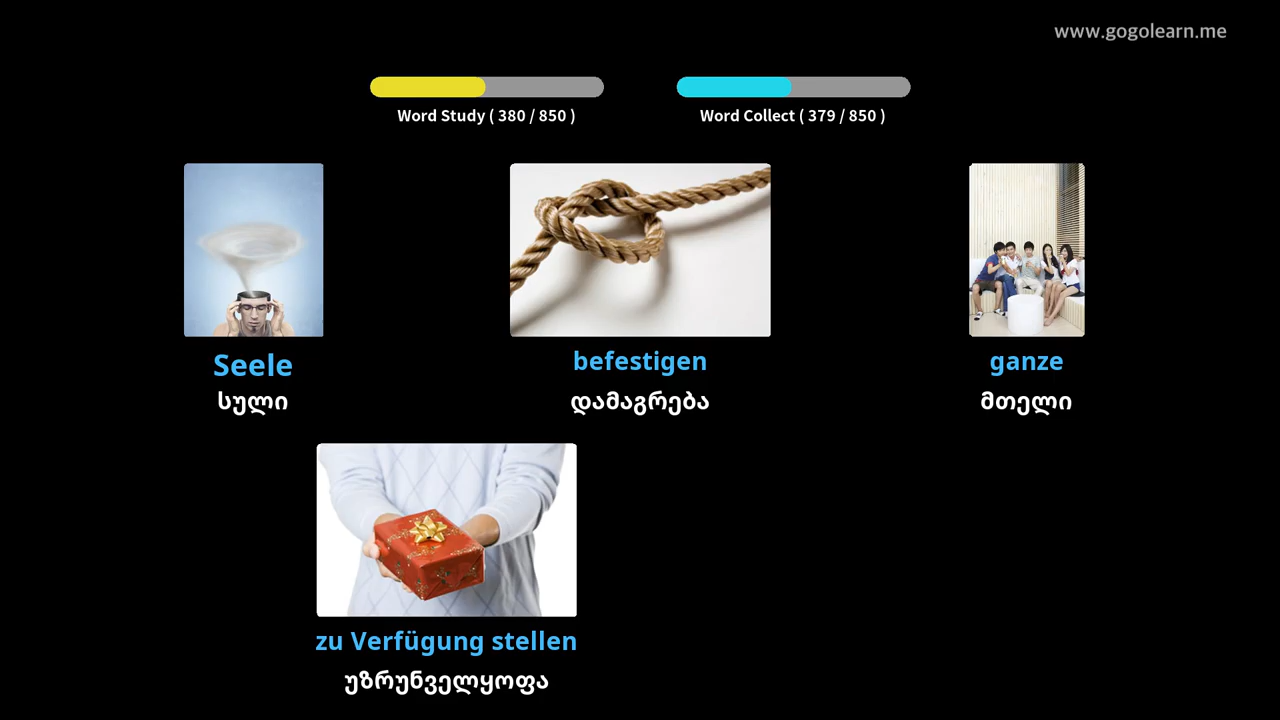 www.gogolearn.me
Word Study ( 380 / 850 )
Word Collect ( 379 / 850 )
Seele
სული
befestigen
დამაგრება
ganze
მთელი
zu Verfügung stellen
უზრუნველყოფა